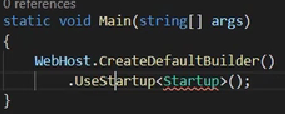 0 references
static void Main(string[] args)
{
WebHost.CreateDefaultBuilder()
.UseStartup<Startup>();
}